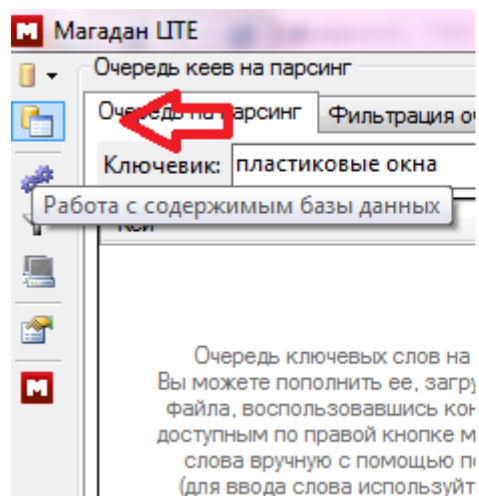 Магадан LITE
Очередь кеев на парсинг
Очередь на парсинг Фильтрация
Ключевик: пластиковые окна
Работа с содержимым базы данных
Кей
Очередь ключевых слов на
Вы можете пополнить ее, загру
файла, воспользовавшись кон
доступным по правой кнопке м
слова вручную с помощью п
(для ввода слова используйт